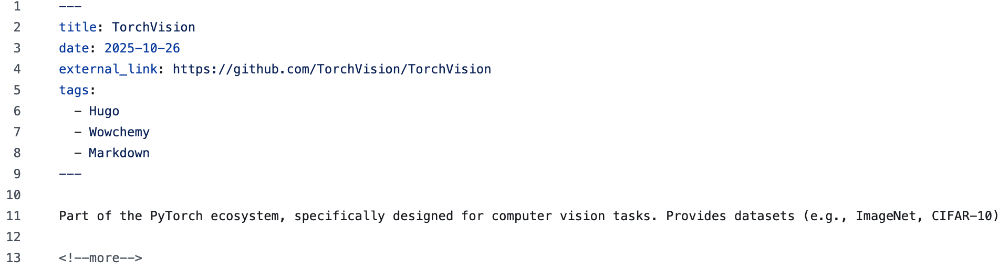 1 ---
2 title: TorchVision
3 date: 2025-10-26
4 external_link: https://github.com/TorchVision/TorchVision
5 tags:
6   - Hugo
7   - Wowchemy
8   - Markdown
9 ---
10
11 Part of the PyTorch ecosystem, specifically designed for computer vision tasks. Provides datasets (e.g., ImageNet, CIFAR-10)
12
13 <!--more-->